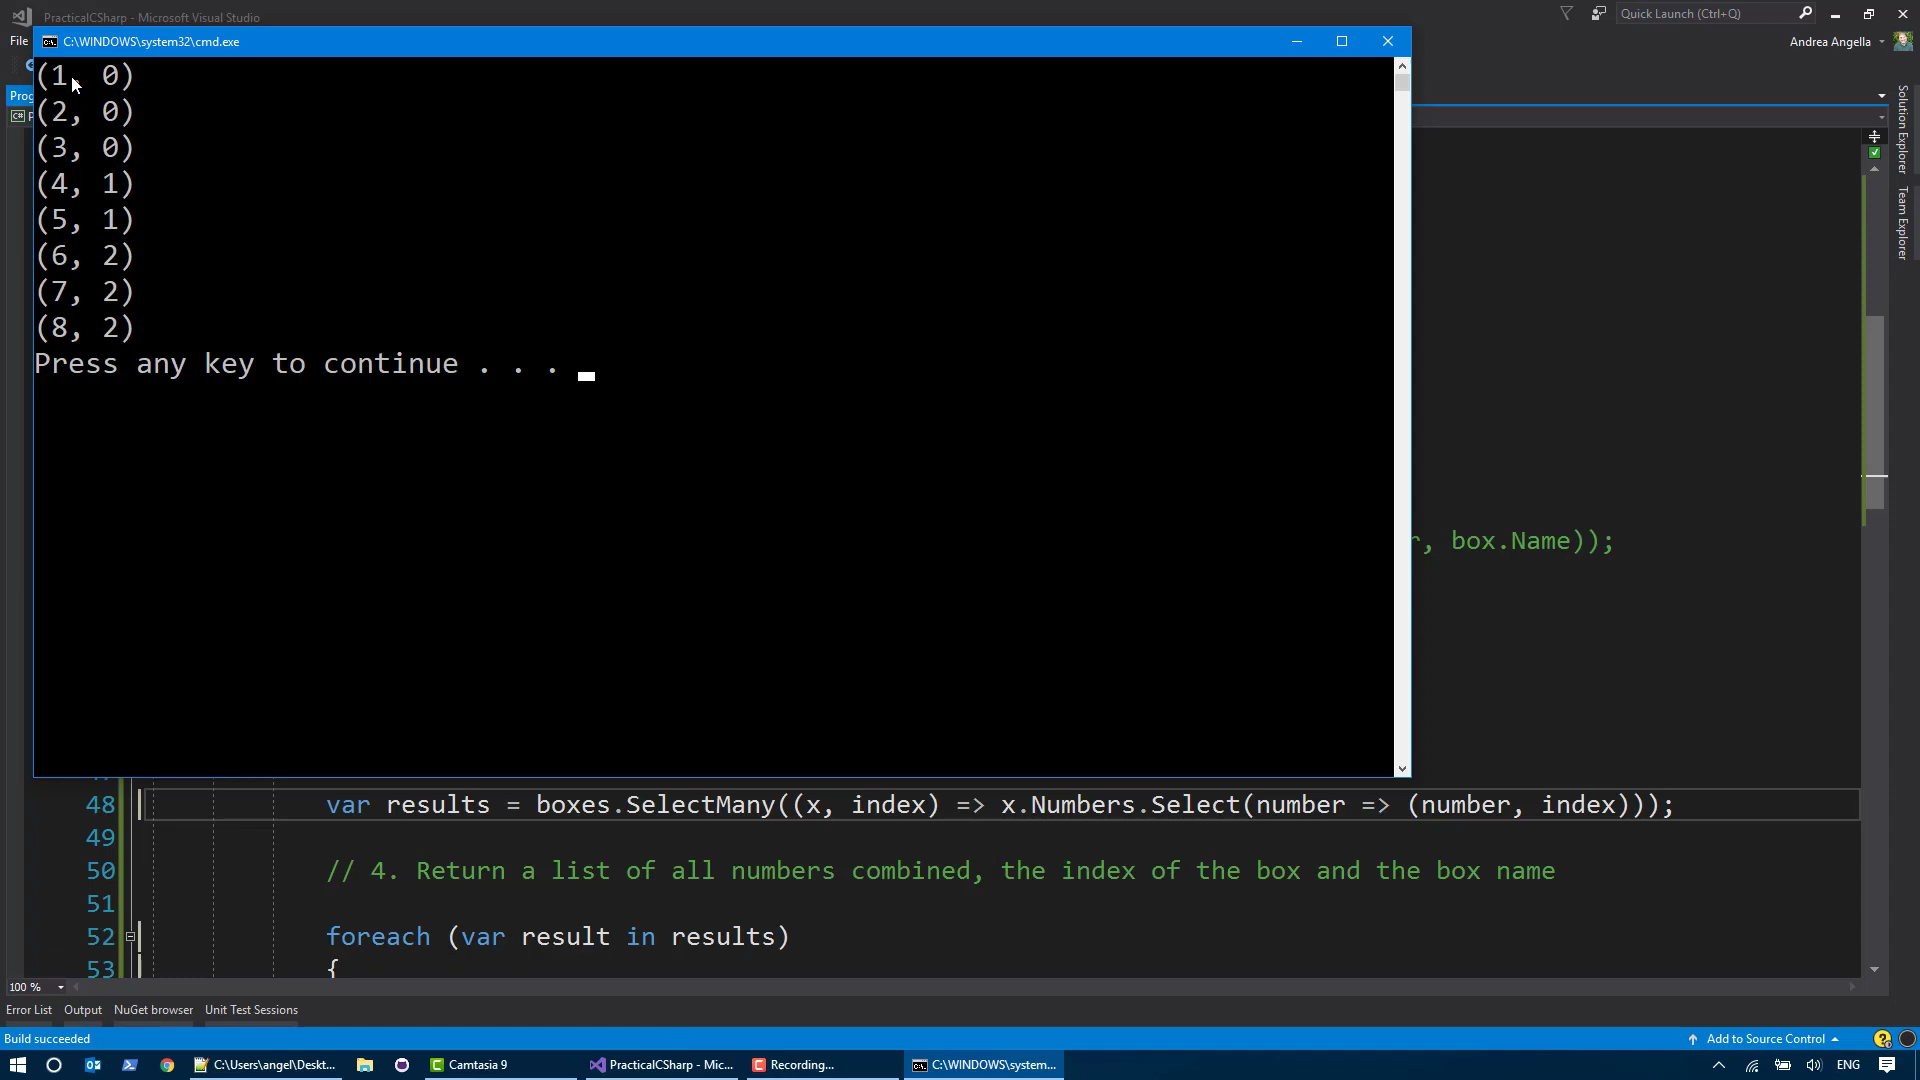 PracticalCSharp - Microsoft Visual Studio
Quick Launch (Ctrl+Q)
File
Andrea Angella
C:\WINDOWS\system32\cmd.exe
(1, 0)
(2, 0)
(3, 0)
(4, 1)
(5, 1)
(6, 2)
(7, 2)
(8, 2)
Press any key to continue . . .
Prog
C# P
Solution Explorer
Team Explorer
, box.Name));
48 var results = boxes.SelectMany((x, index) => x.Numbers.Select(number => (number, index)));
49
50 // 4. Return a list of all numbers combined, the index of the box and the box name
51
52 foreach (var result in results)
53 {
100 %
Error List Output NuGet browser Unit Test Sessions
Build succeeded
Add to Source Control
C:\Users\angel\Deskt...
Camtasia 9
PracticalCSharp - Mic...
Recording...
C:\WINDOWS\system...
ENG